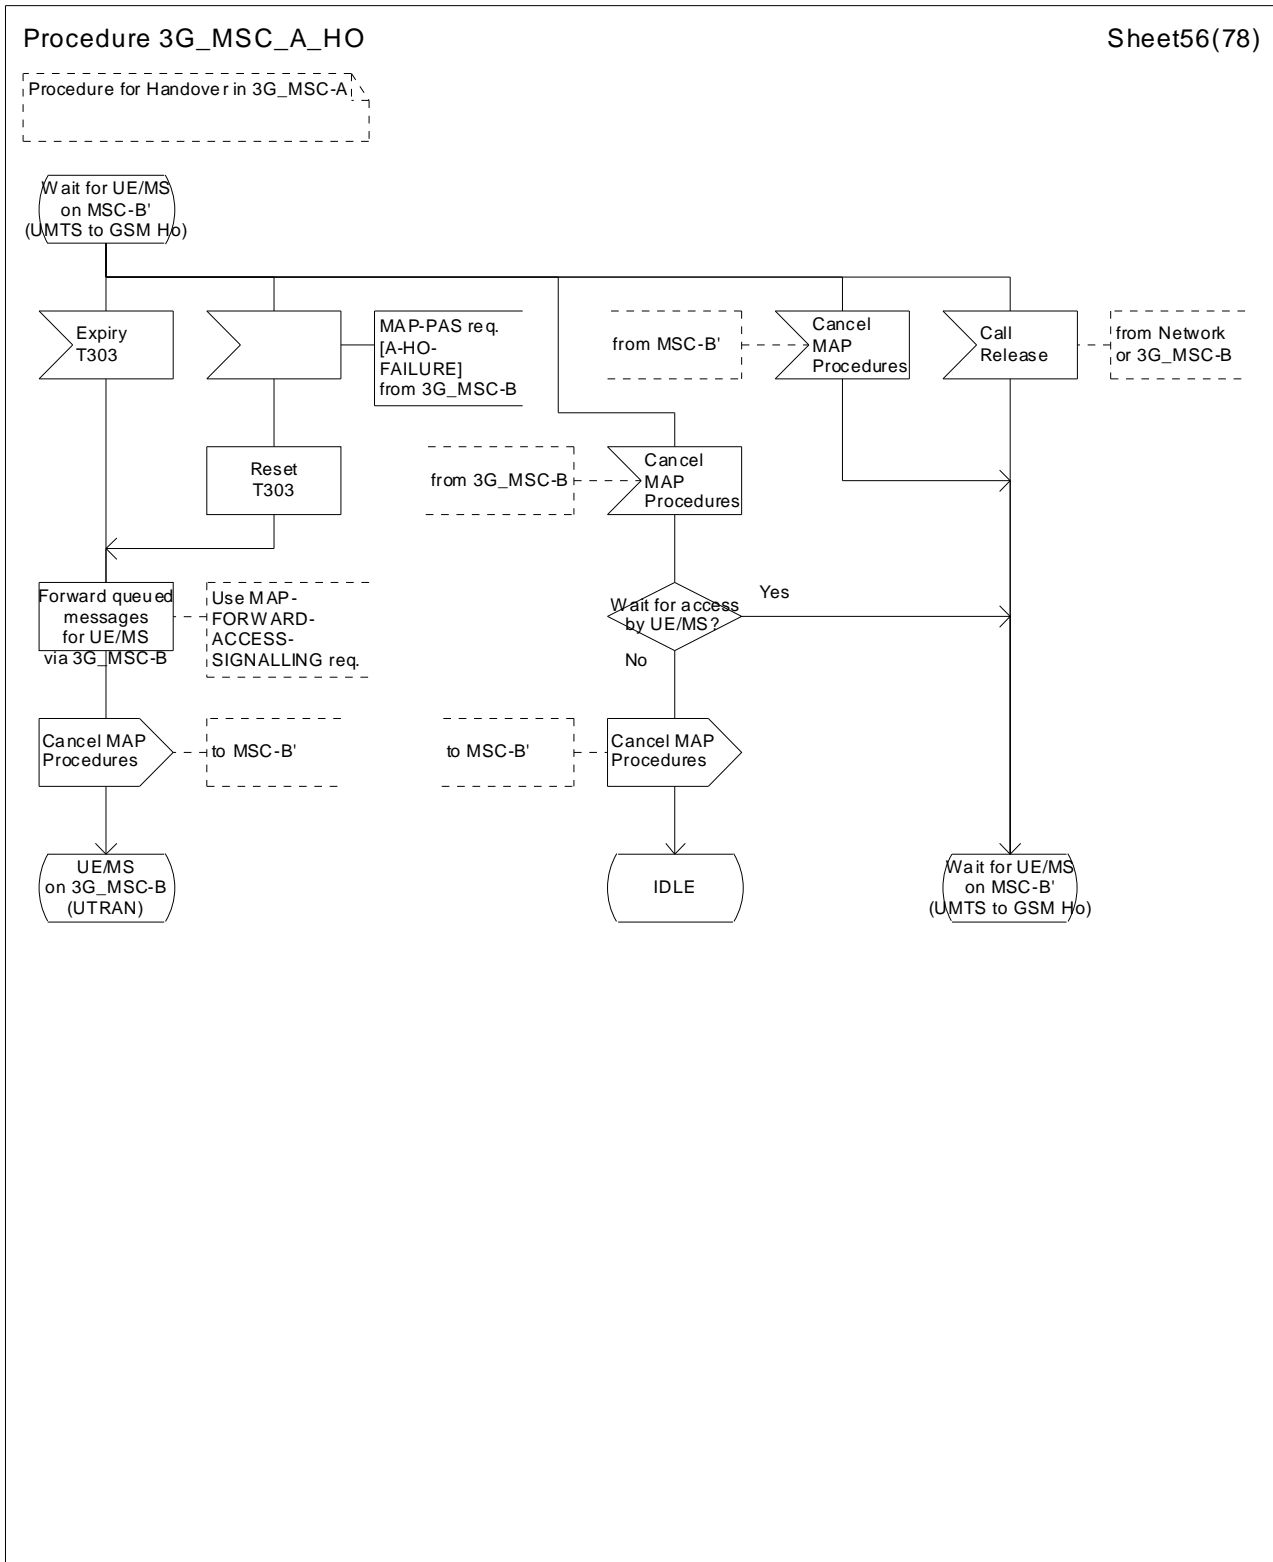 Procedure 3G_MSC_A_HO
Sheet56(78)
Procedure for Handover in 3G_MSC-A
Wait for UE/MS
on MSC-B'
(UMTS to GSM Ho)
Expiry
T303
MAP-PAS req.
[A-HO-
FAILURE]
from 3G_MSC-B
from MSC-B'
Cancel
MAP
Procedures
Call
Release
from Network
or 3G_MSC-B
Reset
T303
from 3G_MSC-B
Cancel
MAP
Procedures
Forward queued
messages
for UE/MS
via 3G_MSC-B
Use MAP-
FORWARD-
ACCESS-
SIGNALLING req.
Wait for access
by UE/MS?
Yes
No
Cancel MAP
Procedures
to MSC-B'
to MSC-B'
Cancel MAP
Procedures
UE/MS
on 3G_MSC-B
(UTRAN)
IDLE
Wait for UE/MS
on MSC-B'
(UMTS to GSM Ho)